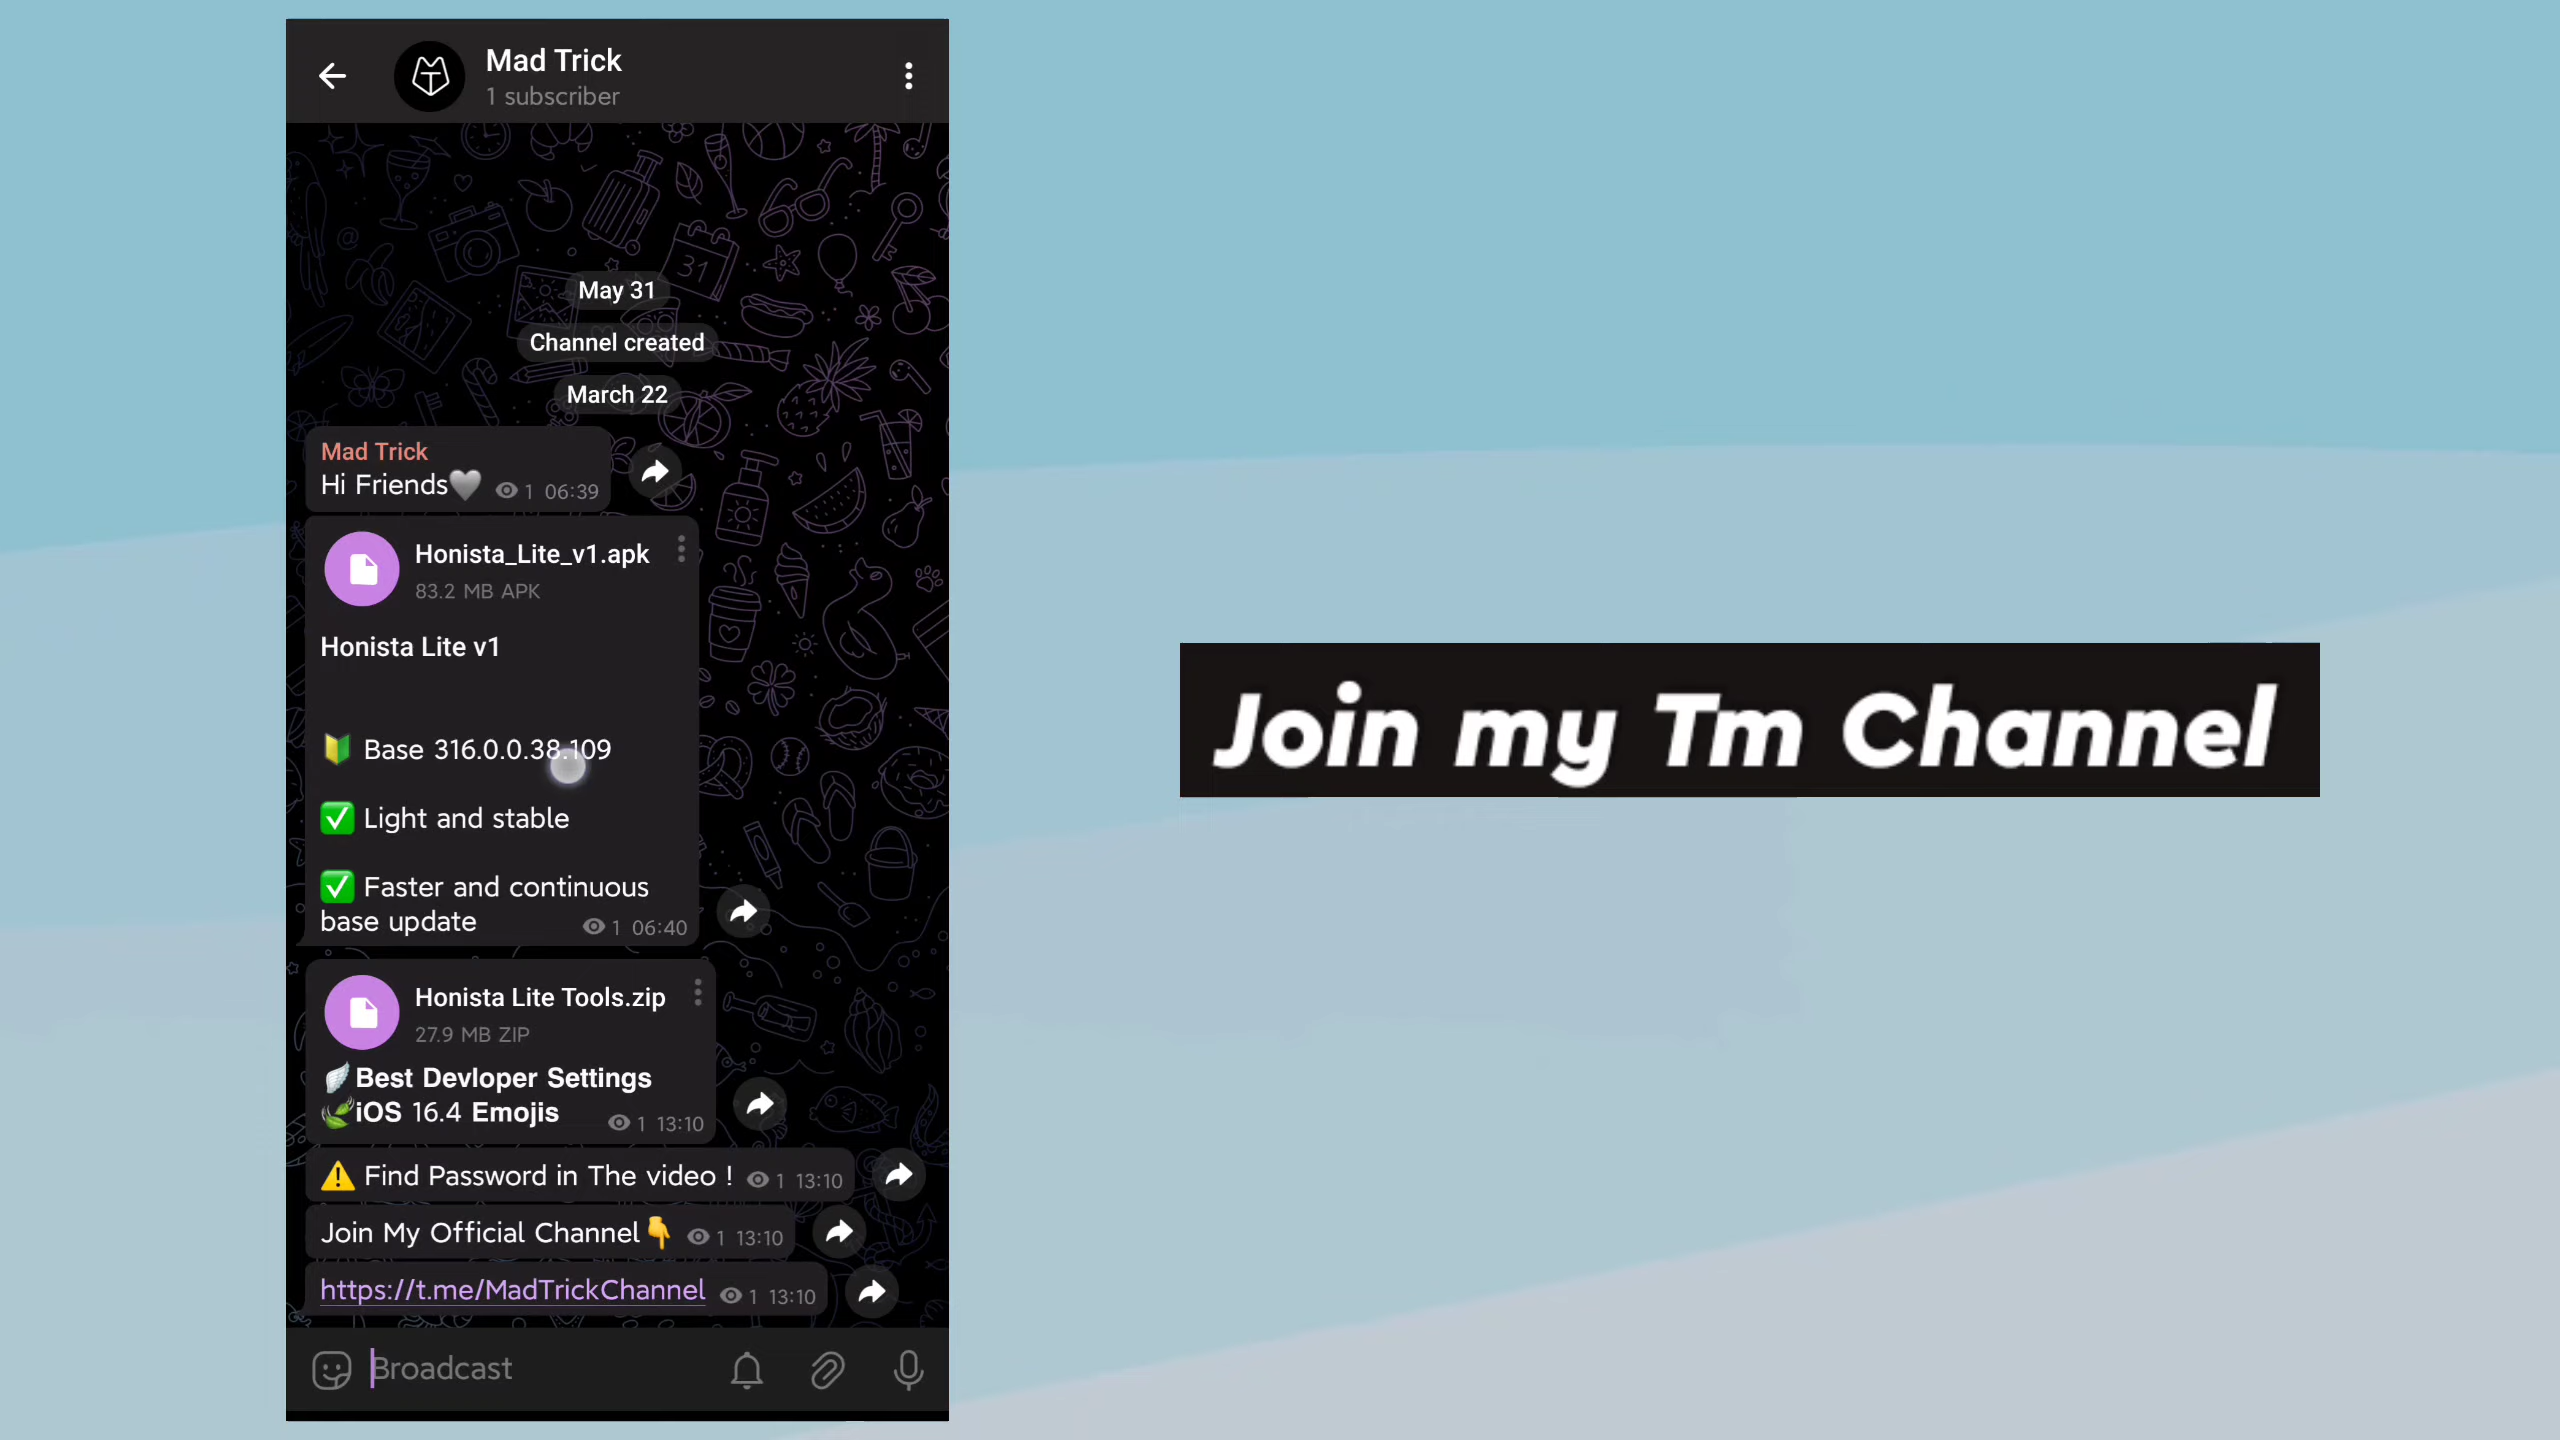 Mad Trick
1 subscriber
May 31
Channel created
March 22
Mad Trick
Hi Friends🩶 1 06:39
Honista_Lite_v1.apk
83.2 MB APK
Honista Lite v1
🔰 Base 316.0.0.38.109
✅ Light and stable
✅ Faster and continuous
base update 1 06:40
Honista Lite Tools.zip
27.9 MB ZIP
🪽Best Devloper Settings
🍃iOS 16.4 Emojis 1 13:10
⚠️ Find Password in The video ! 1 13:10
Join My Official Channel👇 1 13:10
https://t.me/MadTrickChannel 1 13:10
Broadcast
Join my Tm Channel